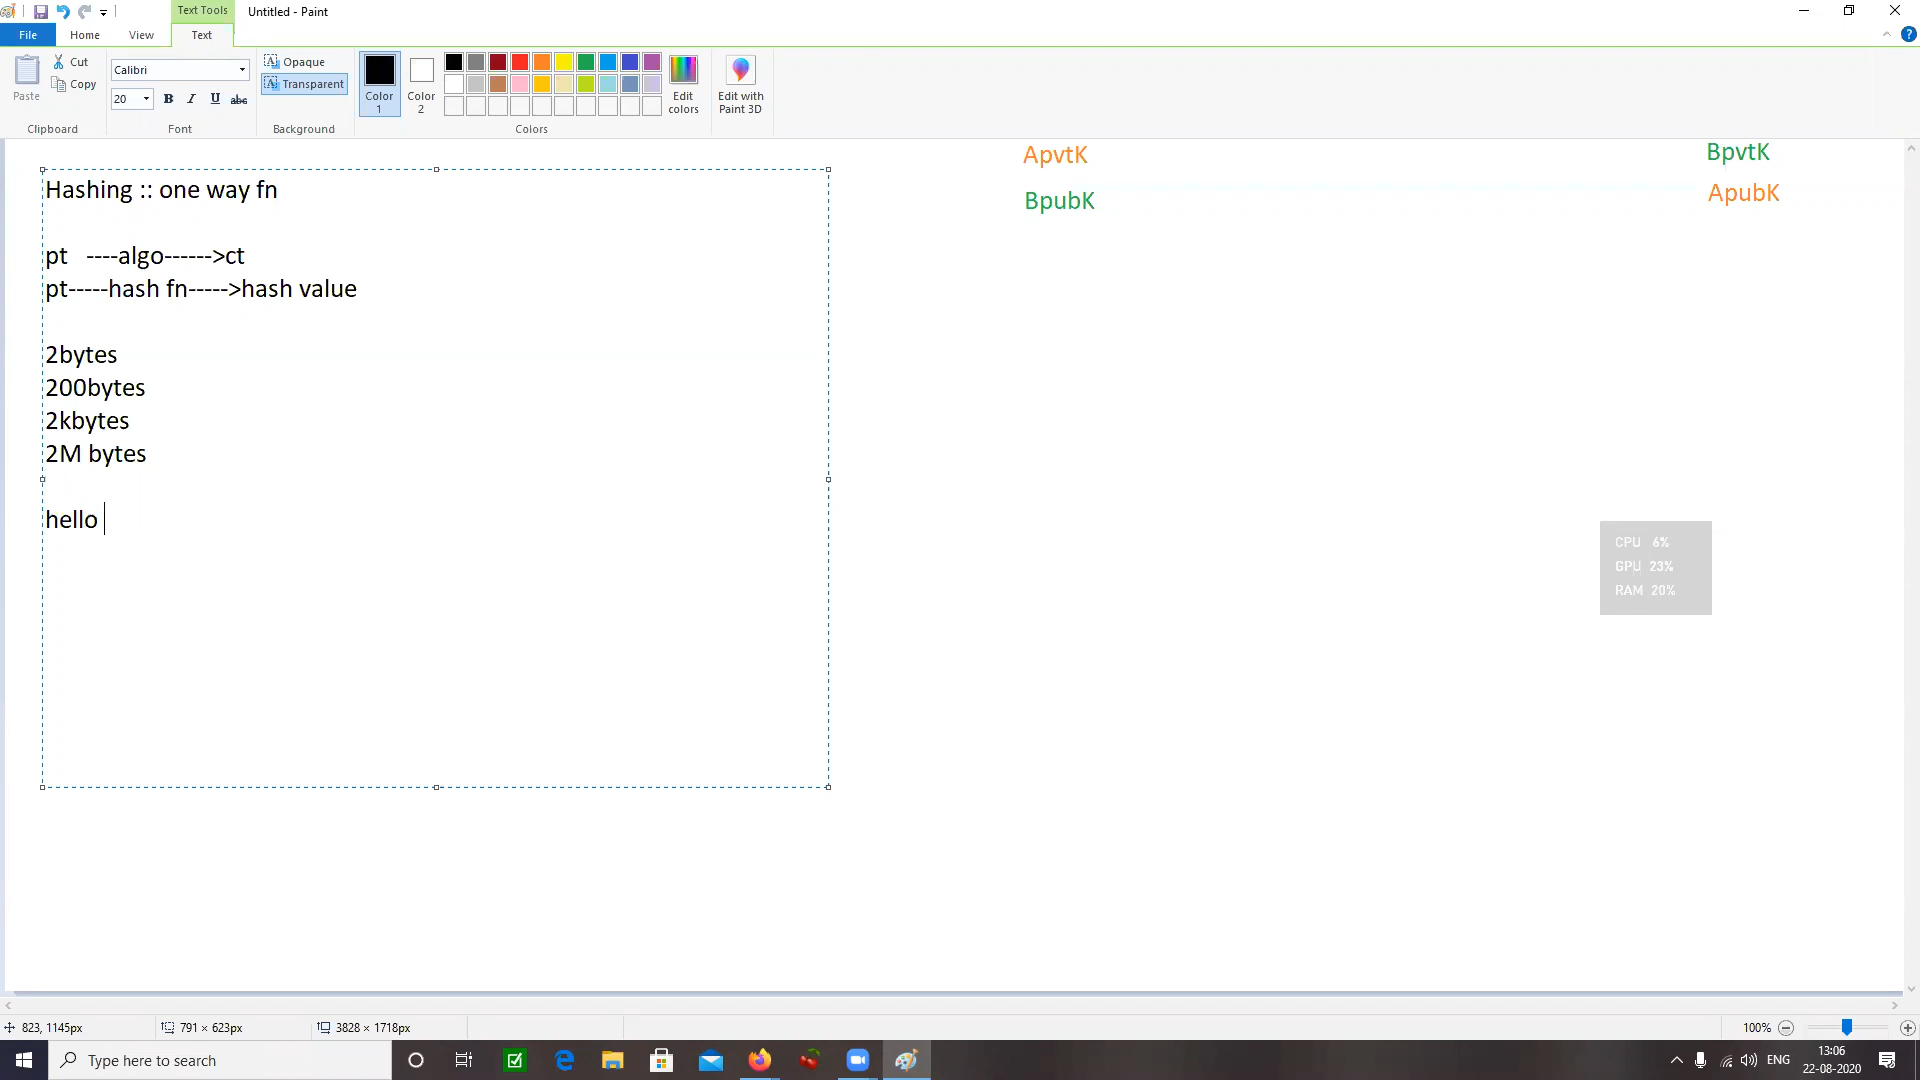 Text Tools
Untitled - Paint
File
Home
View
Text
Paste
Cut
Copy
Clipboard
Calibri
20
B I U abc
Font
Opaque
Transparent
Background
Color 1
Color 2
Edit colors
Colors
Edit with Paint 3D
Hashing :: one way fn
pt ----algo------>ct
pt-----hash fn----->hash value
2bytes
200bytes
2kbytes
2M bytes
hello
ApvtK
BpubK
BpvtK
ApubK
CPU 6%
GPU 23%
RAM 20%
823, 1145px
791 × 623px
3828 × 1718px
100%
Type here to search
ENG
13:06
22-08-2020